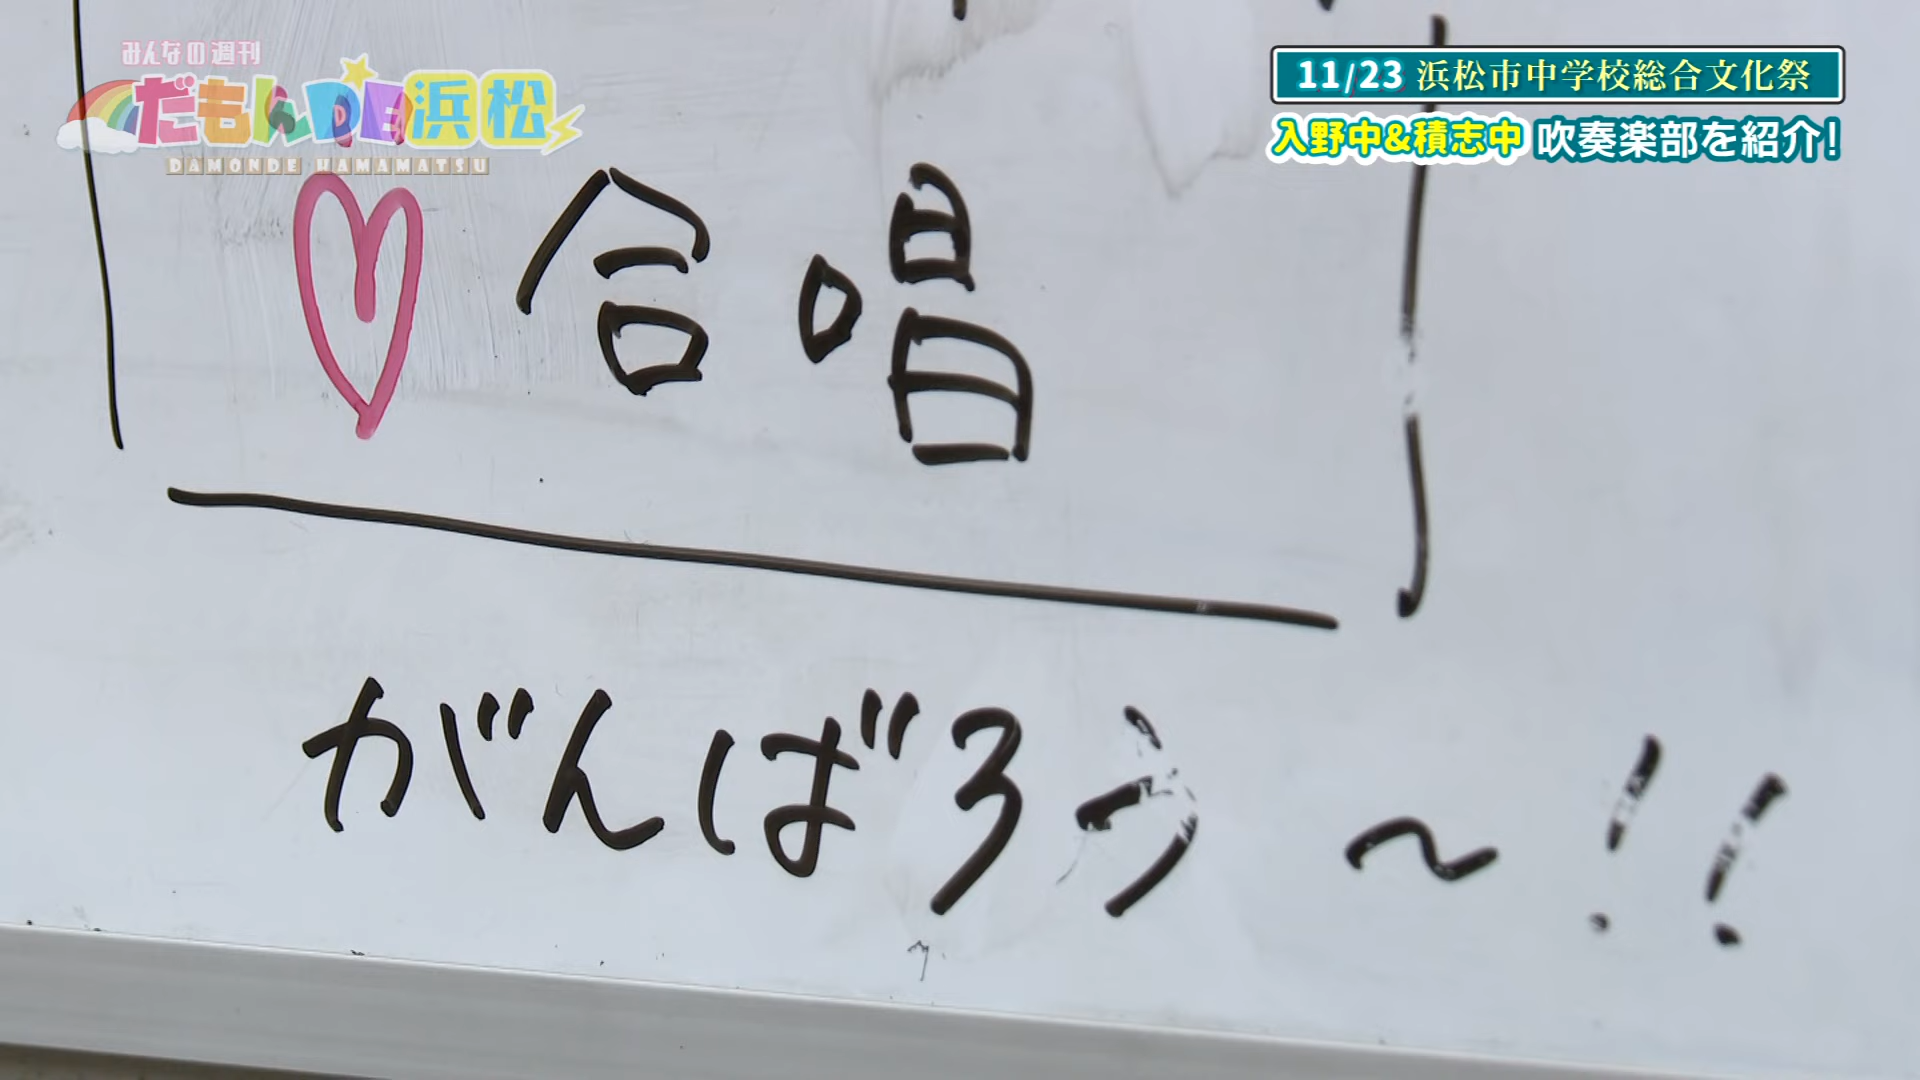 みんなの週刊
だもんDE浜松
DAMONDE HAMAMATSU
11/23 浜松市中学校総合文化祭
入野中&積志中 吹奏楽部を紹介!
♡合唱
がんばろう〜!!